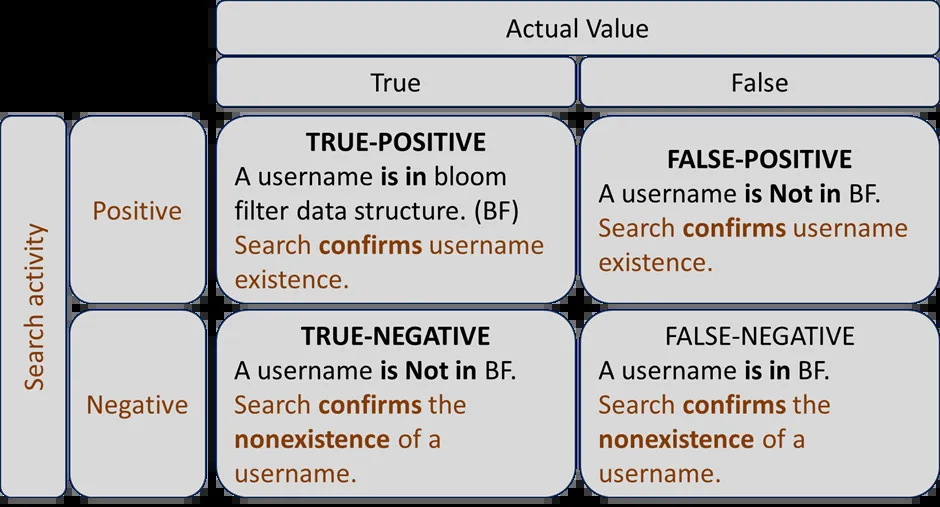 Actual Value
True
False
Search activity
Positive
TRUE-POSITIVE
A username is in bloom
filter data structure. (BF)
Search confirms username
existence.
FALSE-POSITIVE
A username is Not in BF.
Search confirms username
existence.
Negative
TRUE-NEGATIVE
A username is Not in BF.
Search confirms the
nonexistence of a
username.
FALSE-NEGATIVE
A username is in BF.
Search confirms the
nonexistence of a
username.